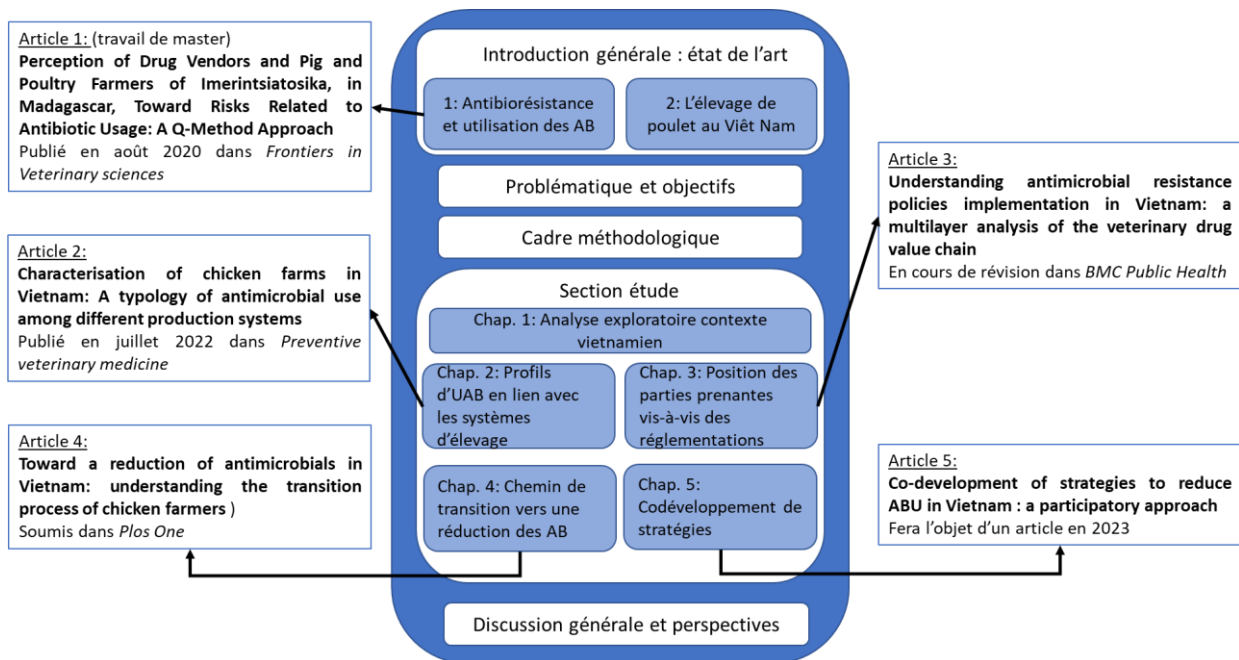 Article 1: (travail de master)
Perception of Drug Vendors and Pig and
Poultry Farmers of Imerintsiatosika, in
Madagascar, Toward Risks Related to
Antibiotic Usage: A Q-Method Approach
Publié en août 2020 dans Frontiers in
Veterinary sciences
Article 2:
Characterisation of chicken farms in
Vietnam: A typology of antimicrobial use
among different production systems
Publié en juillet 2022 dans Preventive
veterinary medicine
Article 4:
Toward a reduction of antimicrobials in
Vietnam: understanding the transition
process of chicken farmers )
Soumis dans Plos One
Introduction générale : état de l’art
1: Antibiorésistance
et utilisation des AB
2: L’élevage de
poulet au Viêt Nam
Problématique et objectifs
Cadre méthodologique
Section étude
Chap. 1: Analyse exploratoire contexte
vietnamien
Chap. 2: Profils
d’UAB en lien avec
les systèmes
d’élevage
Chap. 3: Position des
parties prenantes
vis-à-vis des
réglementations
Chap. 4: Chemin de
transition vers une
réduction des AB
Chap. 5:
Codéveloppement de
stratégies
Discussion générale et perspectives
Article 3:
Understanding antimicrobial resistance
policies implementation in Vietnam: a
multilayer analysis of the veterinary drug
value chain
En cours de révision dans BMC Public Health
Article 5:
Co-development of strategies to reduce
ABU in Vietnam : a participatory approach
Fera l’objet d’un article en 2023